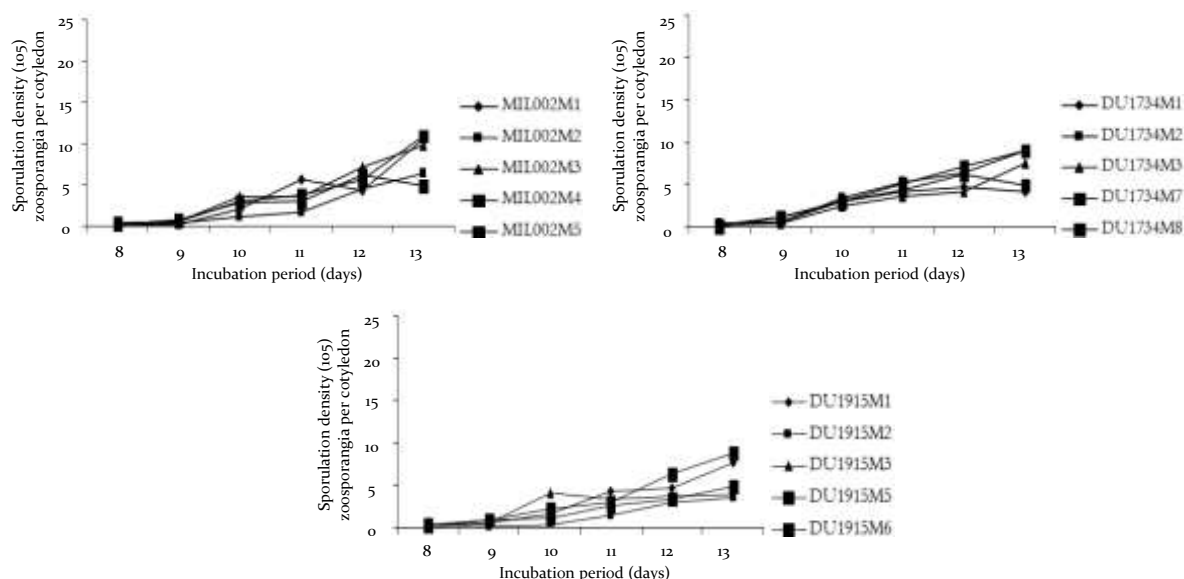 Sporulation density (105)
zoosporangia per cotyledon
25
20
15
10
5
0
8 9 10 11 12 13
Incubation period (days)
MIL002M1
MIL002M2
MIL002M3
MIL002M4
MIL002M5
Sporulation density (105)
zoosporangia per cotyledon
25
20
15
10
5
0
8 9 10 11 12 13
Incubation period (days)
DU1734M1
DU1734M2
DU1734M3
DU1734M7
DU1734M8
Sporulation density (105)
zoosporangia per cotyledon
25
20
15
10
5
0
8 9 10 11 12 13
Incubation period (days)
DU1915M1
DU1915M2
DU1915M3
DU1915M5
DU1915M6